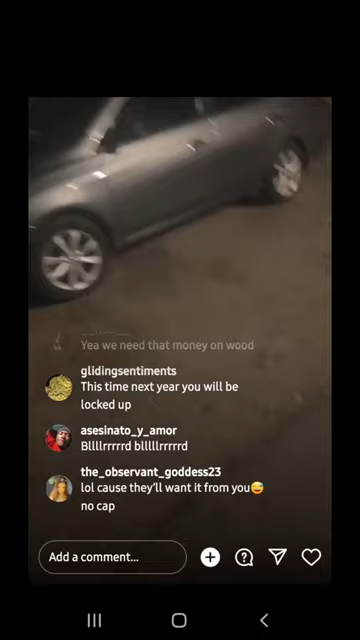 Yea we need that money on wood
glidingsentiments
This time next year you will be
locked up
asesinato_y_amor
Bllllrrrrrd blllllrrrrrd
the_observant_goddess23
lol cause they'll want it from you😅
no cap
Add a comment...